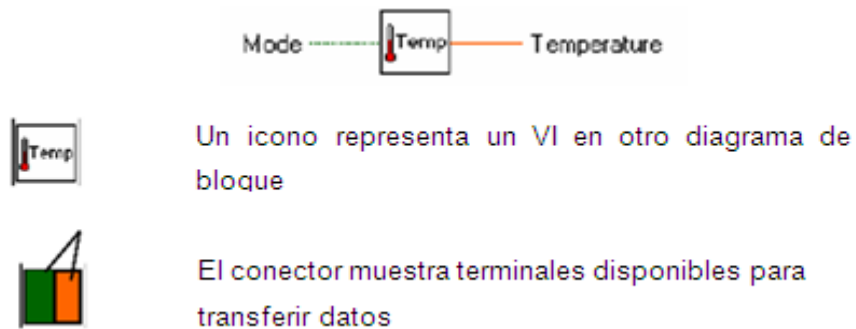 Mode Temp Temperature
Temp
Un icono representa un VI en otro diagrama de
bloque
El conector muestra terminales disponibles para
transferir datos